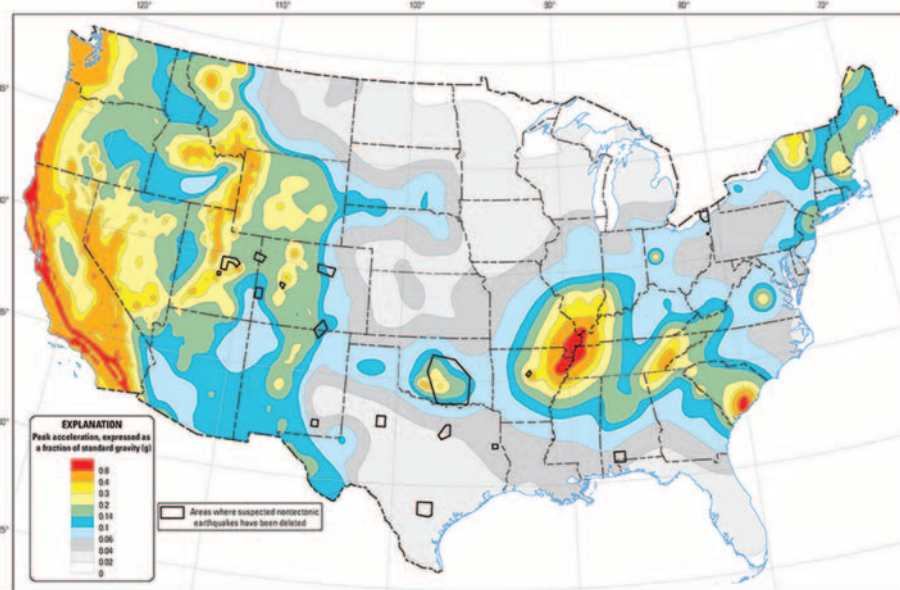 120° 110° 100° 90° 80° 70°
EXPLANATION
Peak acceleration, expressed as
a fraction of standard gravity (g)
0.8
0.4
0.3
0.2
0.14
0.1
0.06
0.04
0.02
0
Areas where suspected nontectonic
earthquakes have been deleted